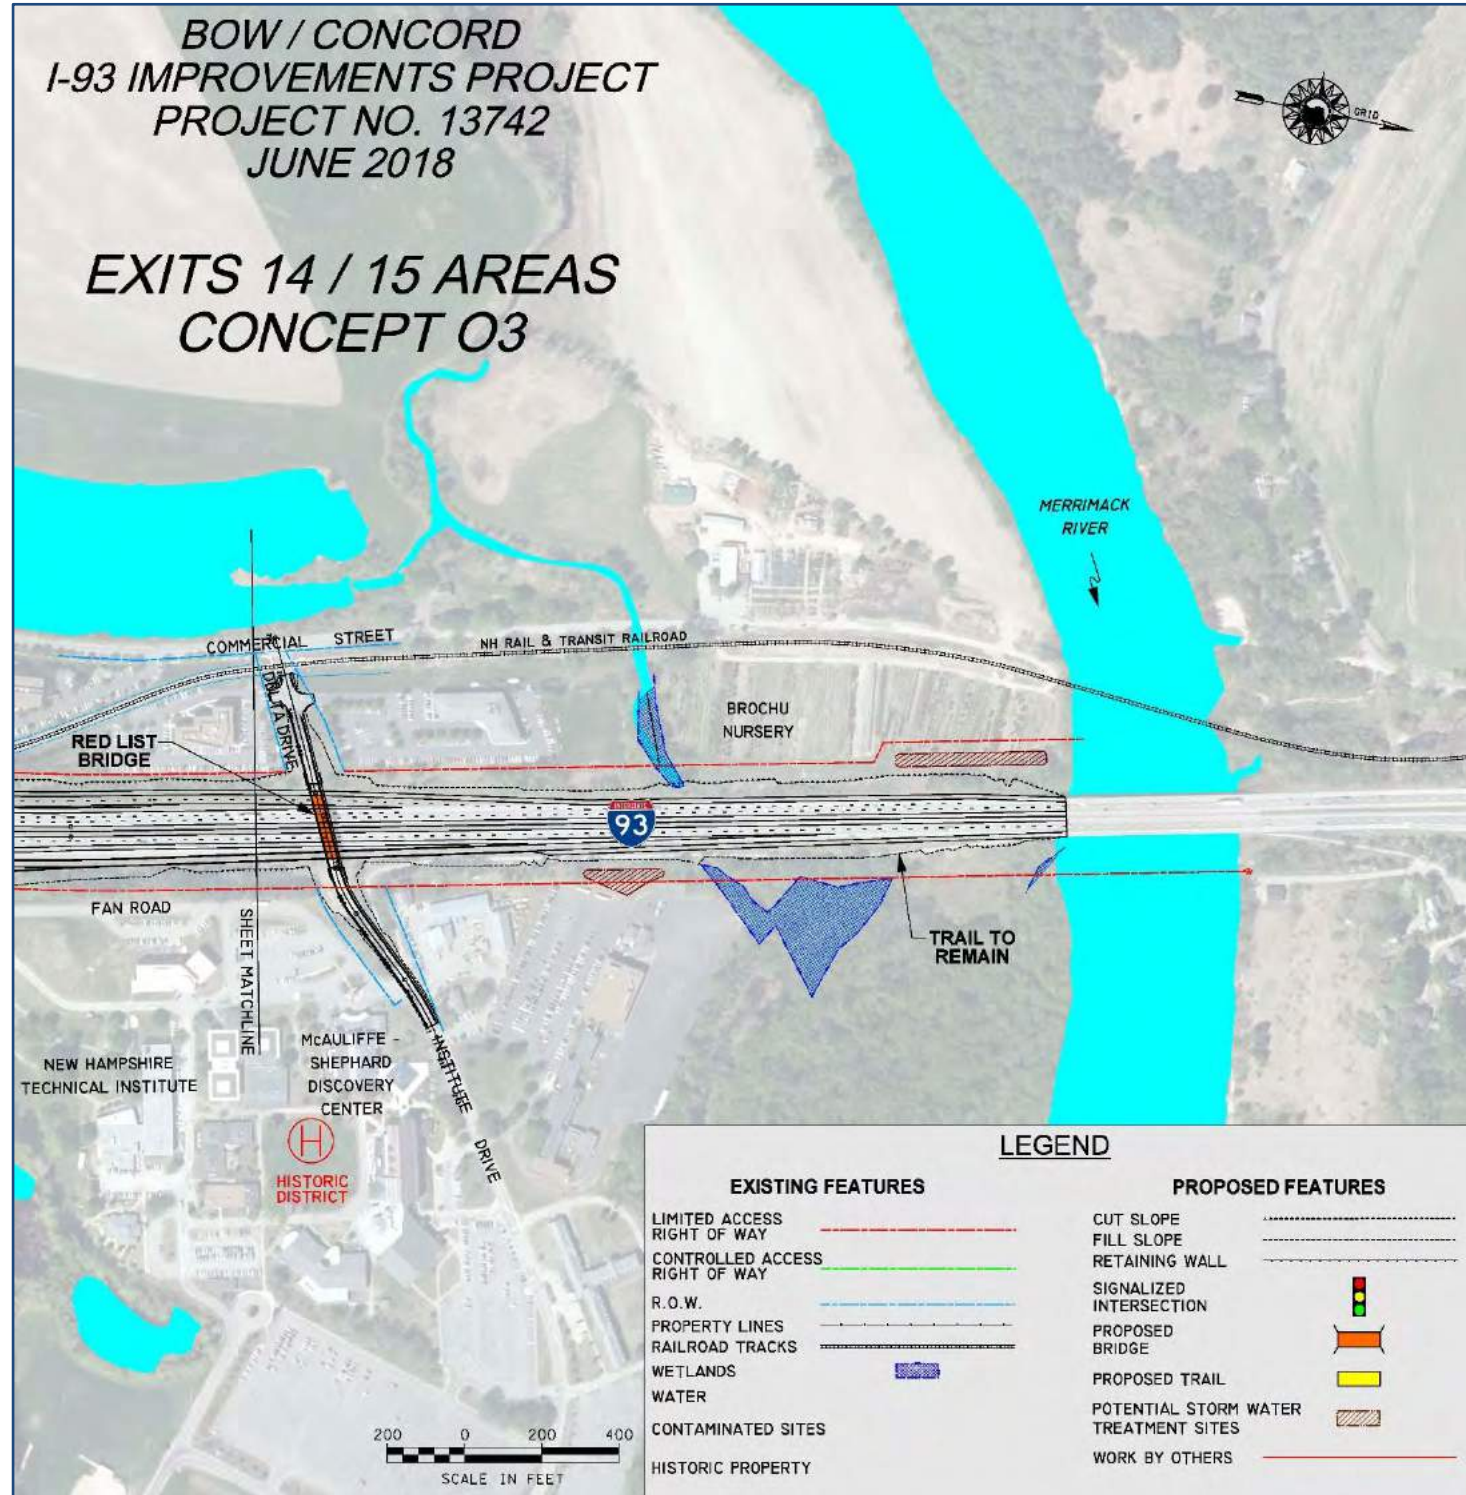 BOW / CONCORD
I-93 IMPROVEMENTS PROJECT
PROJECT NO. 13742
JUNE 2018
GRID
EXITS 14 / 15 AREAS
CONCEPT O3
MERRIMACK
RIVER
COMMERCIAL STREET
NH RAIL & TRANSIT RAILROAD
DELTA DRIVE
RED LIST
BRIDGE
BROCHU
NURSERY
93
FAN ROAD
SHEET MATCHLINE
TRAIL TO
REMAIN
NEW HAMPSHIRE
TECHNICAL INSTITUTE
McAULIFFE -
SHEPHARD
DISCOVERY
CENTER
INSTITUTE DRIVE
H
HISTORIC
DISTRICT
200 0 200 400
SCALE IN FEET
LEGEND
EXISTING FEATURES
LIMITED ACCESS
RIGHT OF WAY
CONTROLLED ACCESS
RIGHT OF WAY
R.O.W.
PROPERTY LINES
RAILROAD TRACKS
WETLANDS
WATER
CONTAMINATED SITES
HISTORIC PROPERTY
PROPOSED FEATURES
CUT SLOPE
FILL SLOPE
RETAINING WALL
SIGNALIZED
INTERSECTION
PROPOSED
BRIDGE
PROPOSED TRAIL
POTENTIAL STORM WATER
TREATMENT SITES
WORK BY OTHERS